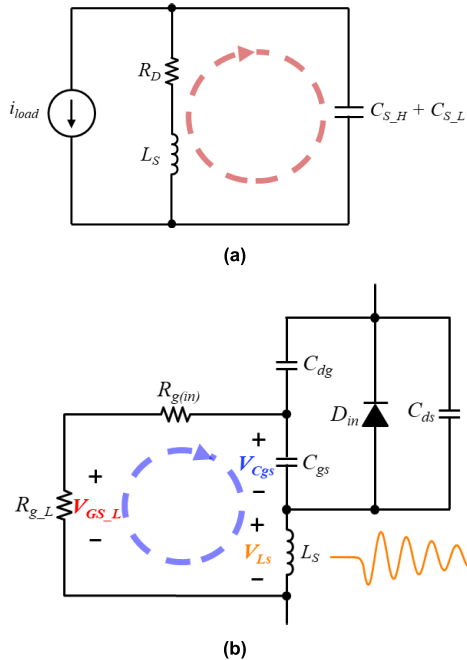 R_D
i_load
C_S_H + C_S_L
L_S
(a)
C_dg
R_g(in)
D_in
C_ds
+
V_Cgs
C_gs
−
+
R_g_L
V_GS_L
−
+
V_Ls
L_S
−
(b)